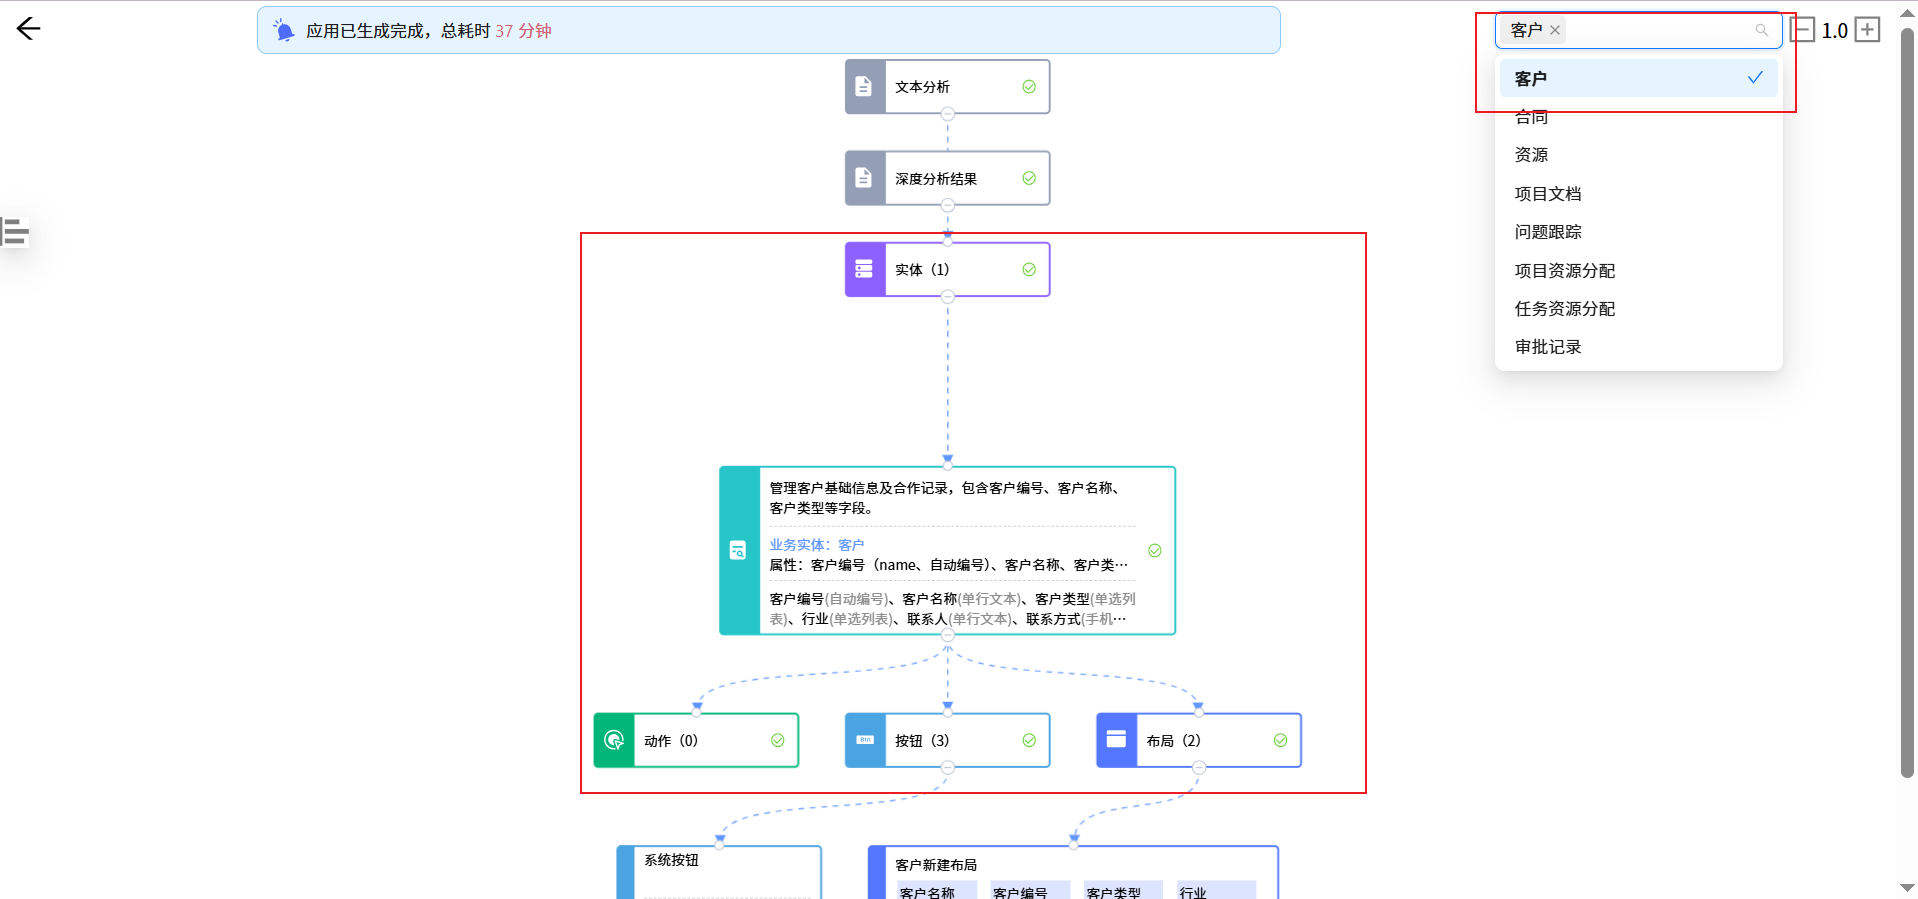 应用已生成完成，总耗时 37 分钟
客户
1.0
客户
合同
资源
项目文档
问题跟踪
项目资源分配
任务资源分配
审批记录
文本分析
深度分析结果
实体（1）
管理客户基础信息及合作记录，包含客户编号、客户名称、
客户类型等字段。
业务实体：客户
属性：客户编号（name、自动编号）、客户名称、客户类…
客户编号(自动编号)、客户名称(单行文本)、客户类型(单选列
表)、行业(单选列表)、联系人(单行文本)、联系方式(手机…
动作（0）
Btn
按钮（3）
布局（2）
系统按钮
客户新建布局
客户名称
客户编号
客户类型
行业